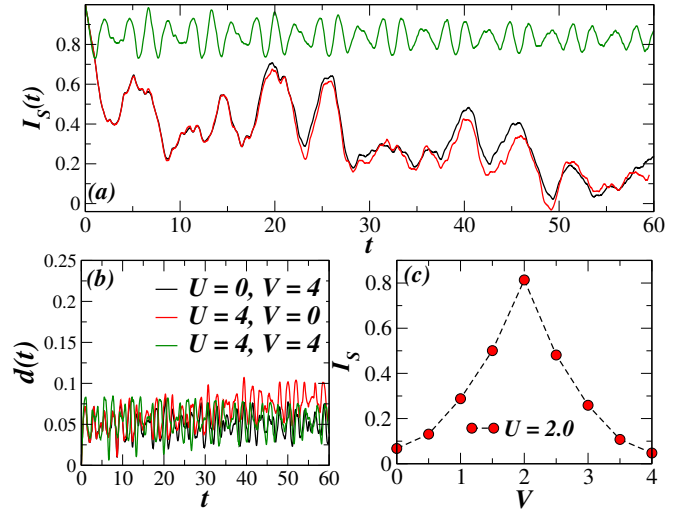 0.8
0.6
0.4
0.2
0
I_S(t)
(a)
0 10 20 30 40 50 60
t
(b)
U = 0, V = 4
U = 4, V = 0
U = 4, V = 4
0.25
0.2
0.15
0.1
0.05
0
d(t)
0 10 20 30 40 50 60
t
(c)
0.8
0.6
0.4
0.2
0
I_S
U = 2.0
0 1 2 3 4
V